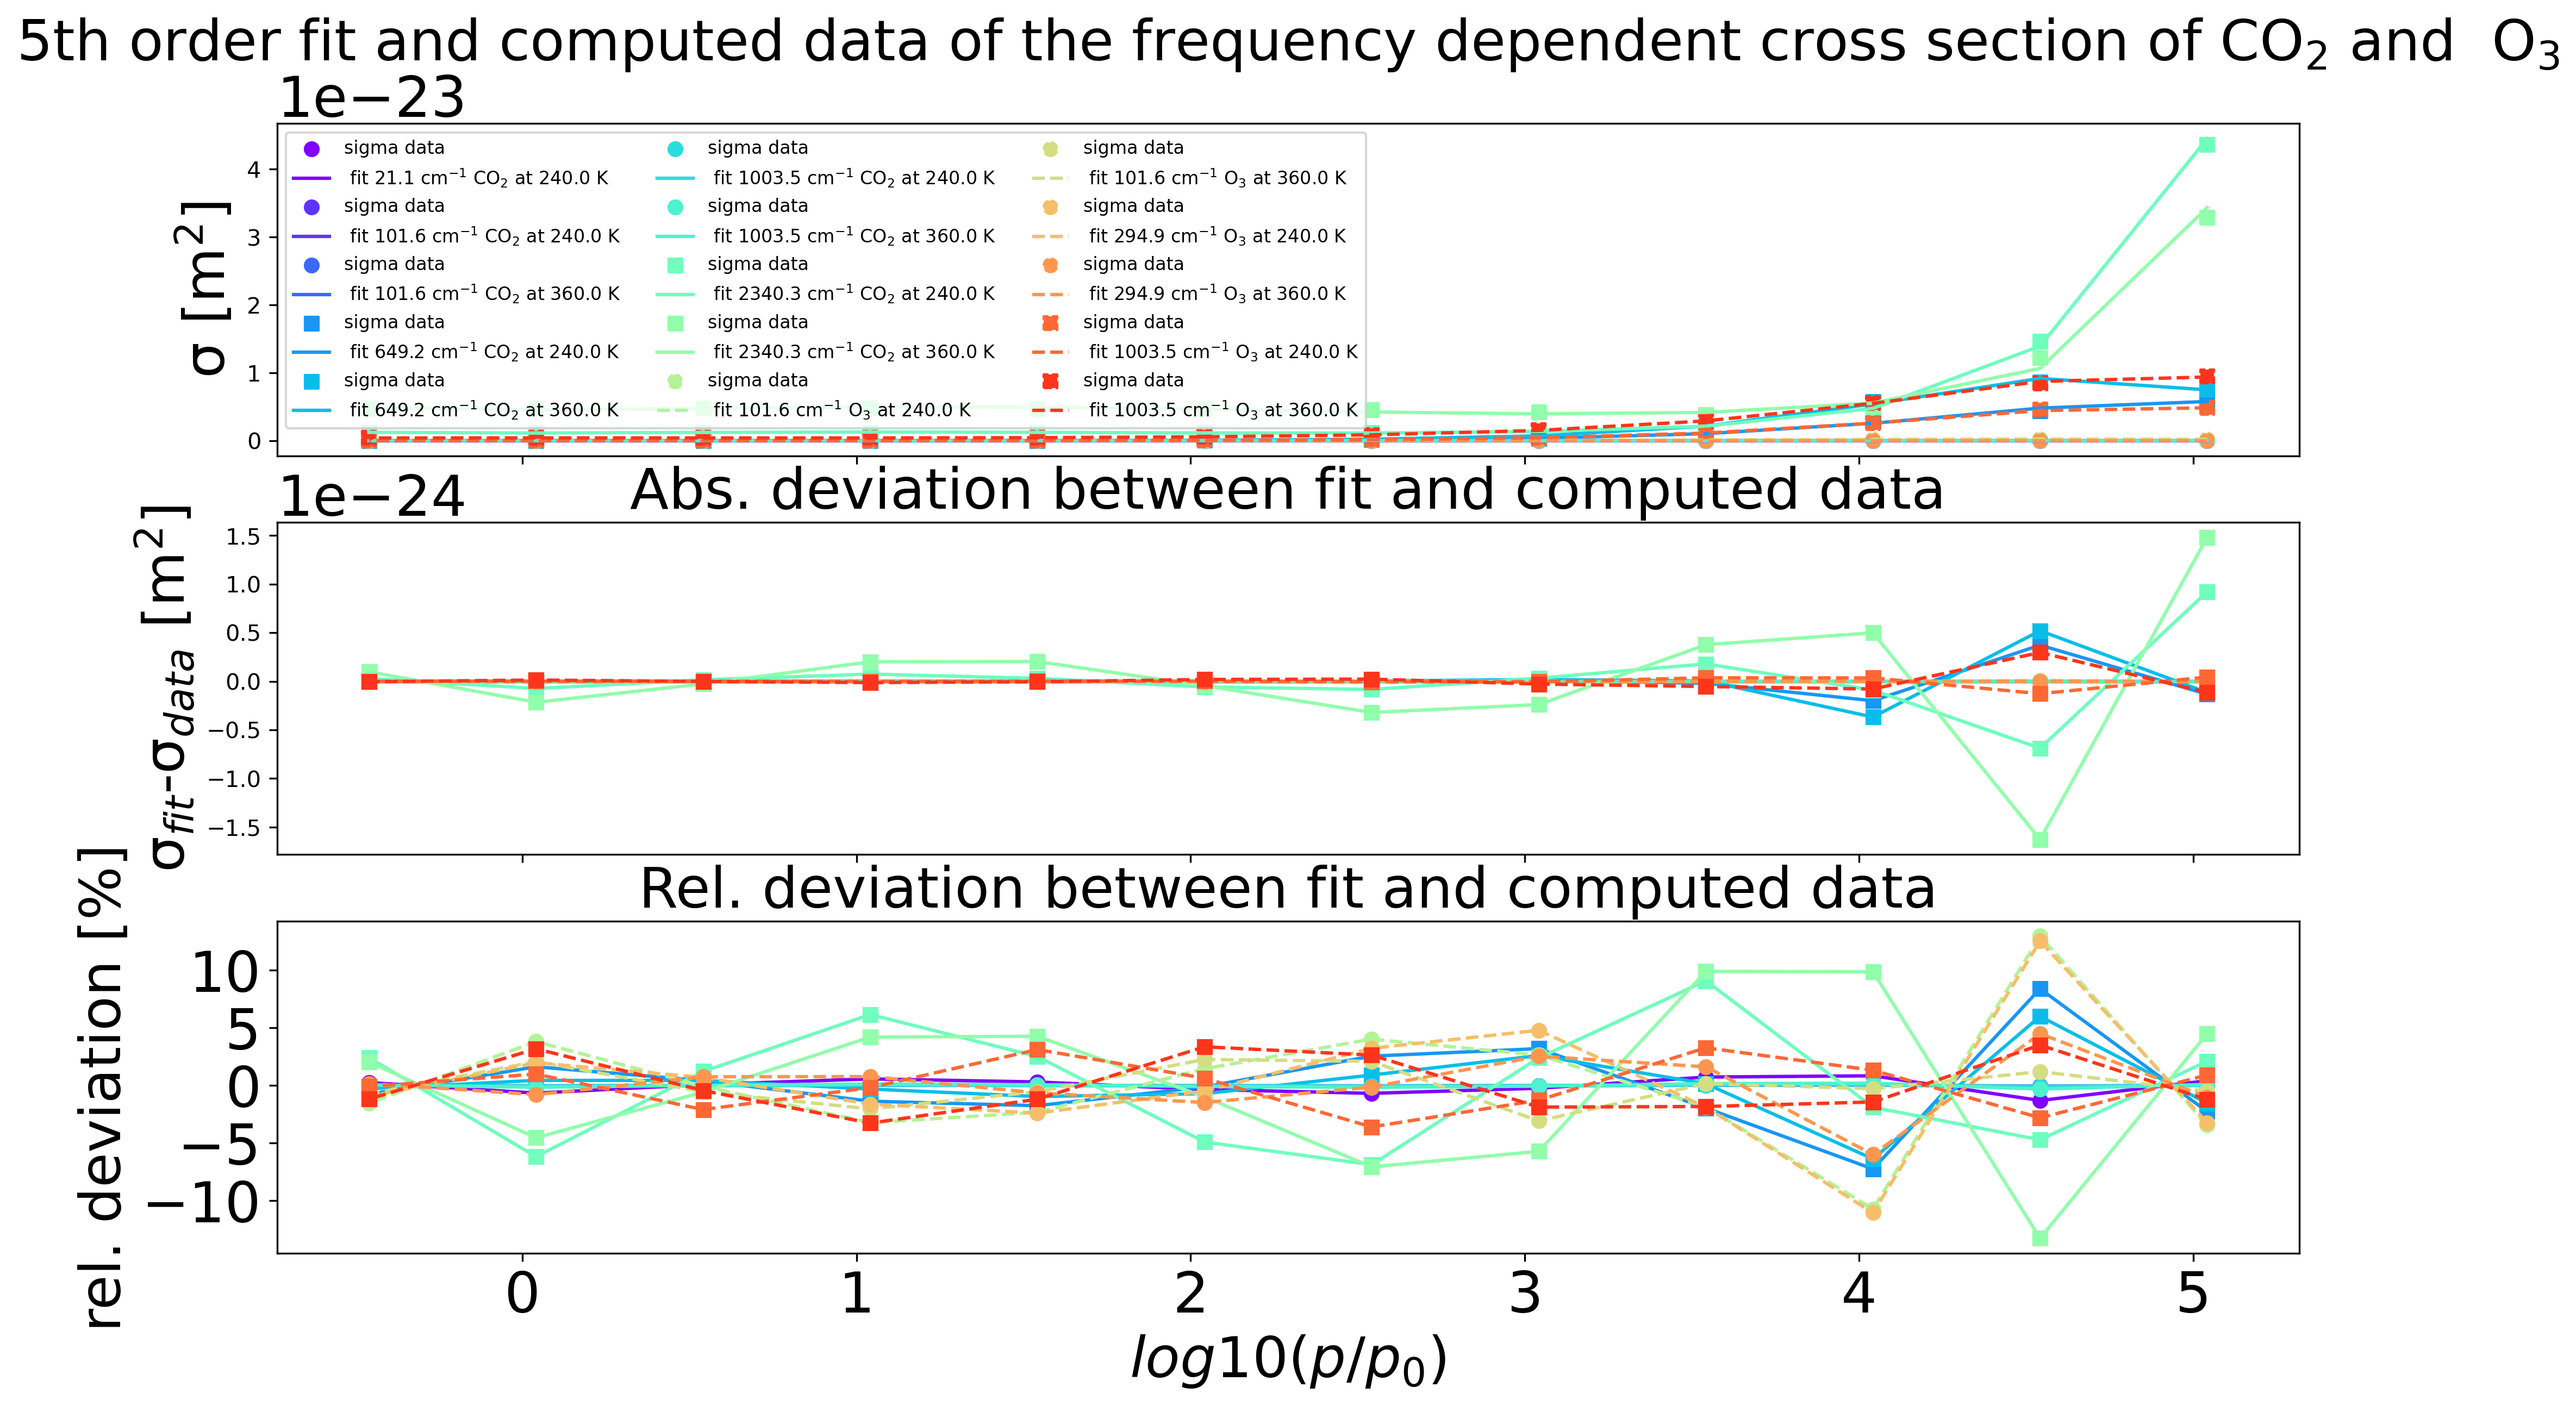 5th order fit and computed data of the frequency dependent cross section of CO₂ and  O₃
1e−23
σ [m²]
4
3
2
1
0
sigma data
fit 21.1 cm⁻¹ CO₂ at 240.0 K
sigma data
fit 101.6 cm⁻¹ CO₂ at 240.0 K
sigma data
fit 101.6 cm⁻¹ CO₂ at 360.0 K
sigma data
fit 649.2 cm⁻¹ CO₂ at 240.0 K
sigma data
fit 649.2 cm⁻¹ CO₂ at 360.0 K
sigma data
fit 1003.5 cm⁻¹ CO₂ at 240.0 K
sigma data
fit 1003.5 cm⁻¹ CO₂ at 360.0 K
sigma data
fit 2340.3 cm⁻¹ CO₂ at 240.0 K
sigma data
fit 2340.3 cm⁻¹ CO₂ at 360.0 K
sigma data
fit 101.6 cm⁻¹ O₃ at 240.0 K
sigma data
fit 101.6 cm⁻¹ O₃ at 360.0 K
sigma data
fit 294.9 cm⁻¹ O₃ at 240.0 K
sigma data
fit 294.9 cm⁻¹ O₃ at 360.0 K
sigma data
fit 1003.5 cm⁻¹ O₃ at 240.0 K
sigma data
fit 1003.5 cm⁻¹ O₃ at 360.0 K
1e−24
Abs. deviation between fit and computed data
σfit-σdata [m²]
1.5
1.0
0.5
0.0
−0.5
−1.0
−1.5
Rel. deviation between fit and computed data
rel. deviation [%]
10
5
0
−5
−10
0 1 2 3 4 5
log10(p/p₀)